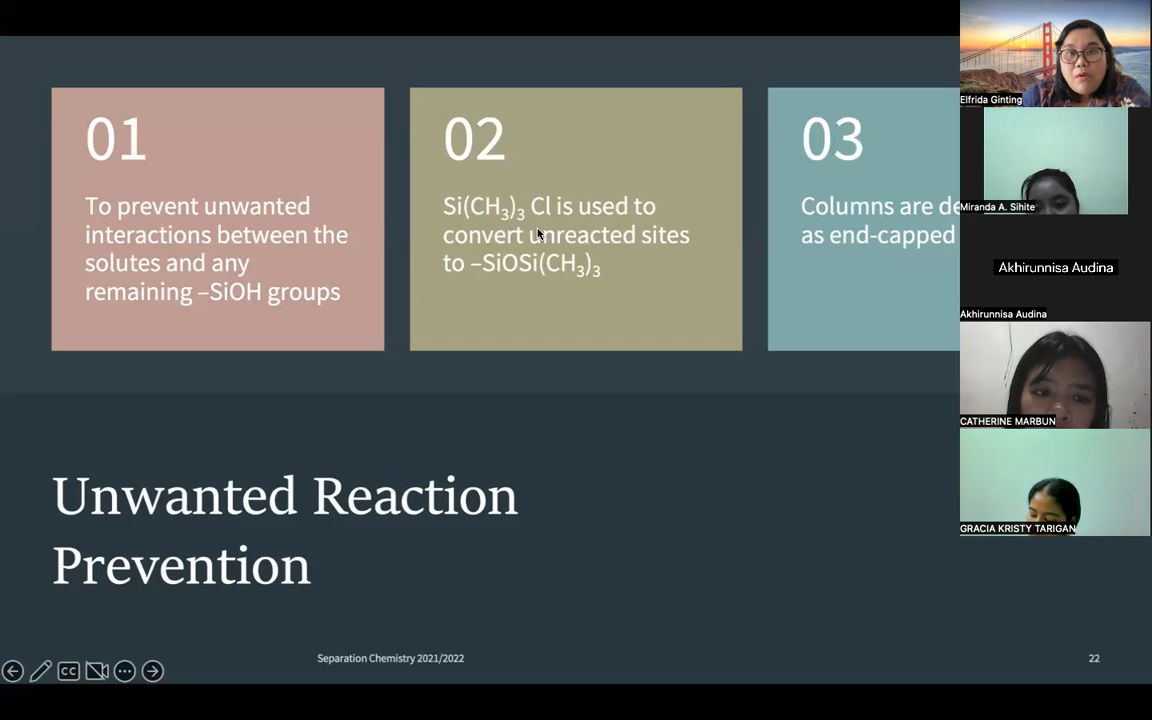 01
To prevent unwanted
interactions between the
solutes and any
remaining –SiOH groups
02
Si(CH₃)₃ Cl is used to
convert unreacted sites
to –SiOSi(CH₃)₃
03
Columns are de
as end-capped
Unwanted Reaction
Prevention
Separation Chemistry 2021/2022
22
CC
Elfrida Ginting
Miranda A. Sihite
Akhirunnisa Audina
Akhirunnisa Audina
CATHERINE MARBUN
GRACIA KRISTY TARIGAN